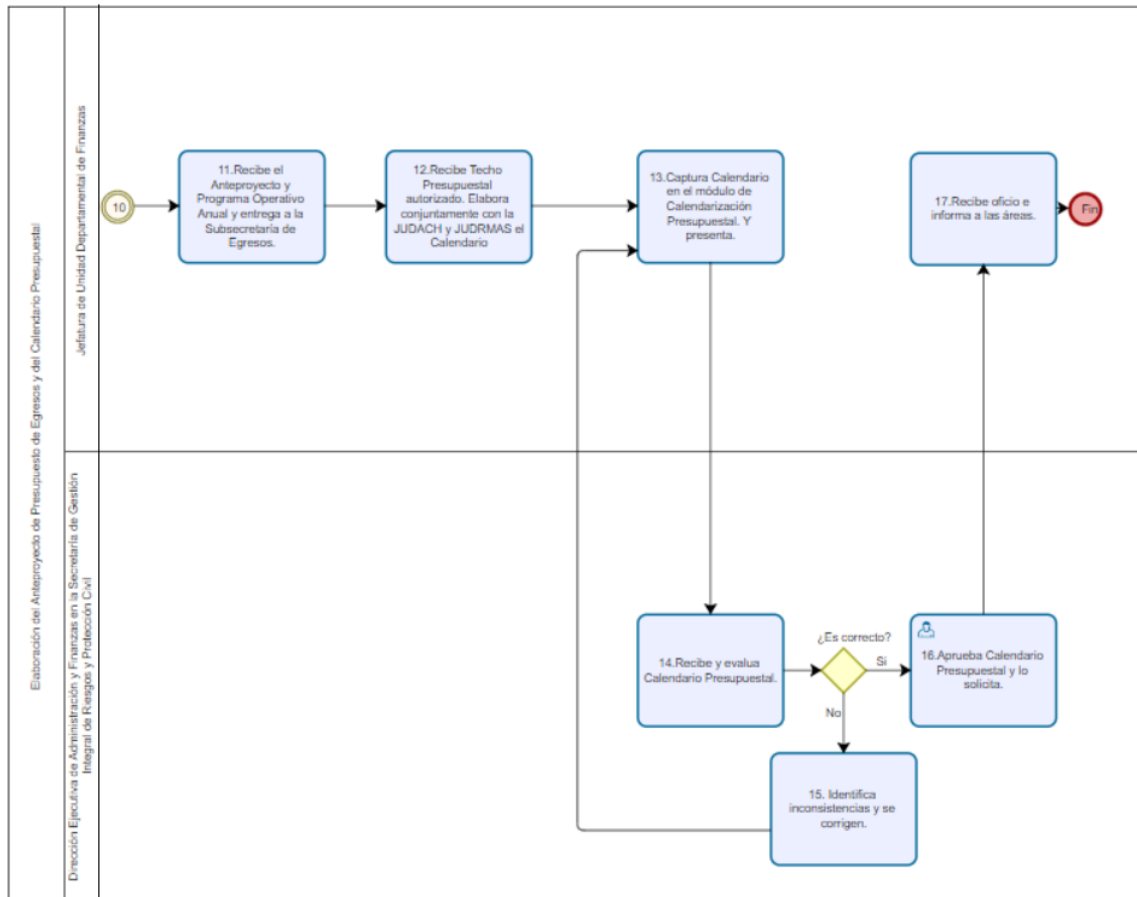 Elaboración del Anteproyecto de Presupuesto de Egresos y del Calendario Presupuestal
Jefatura de Unidad Departamental de Finanzas
10
11.Recibe el
Anteproyecto y
Programa Operativo
Anual y entrega a la
Subsecretaría de
Egresos.
12.Recibe Techo
Presupuestal
autorizado. Elabora
conjuntamente con la
JUDACH y JUDRMAS el
Calendario
13.Captura Calendario
en el módulo de
Calendarización
Presupuestal. Y
presenta.
17.Recibe oficio e
informa a las áreas.
Fin
Dirección Ejecutiva de Administración y Finanzas en la Secretaría de Gestión
Integral de Riesgos y Protección Civil
14.Recibe y evalua
Calendario Presupuestal.
¿Es correcto?
Si
No
16.Aprueba Calendario
Presupuestal y lo
solicita.
15. Identifica
inconsistencias y se
corrigen.